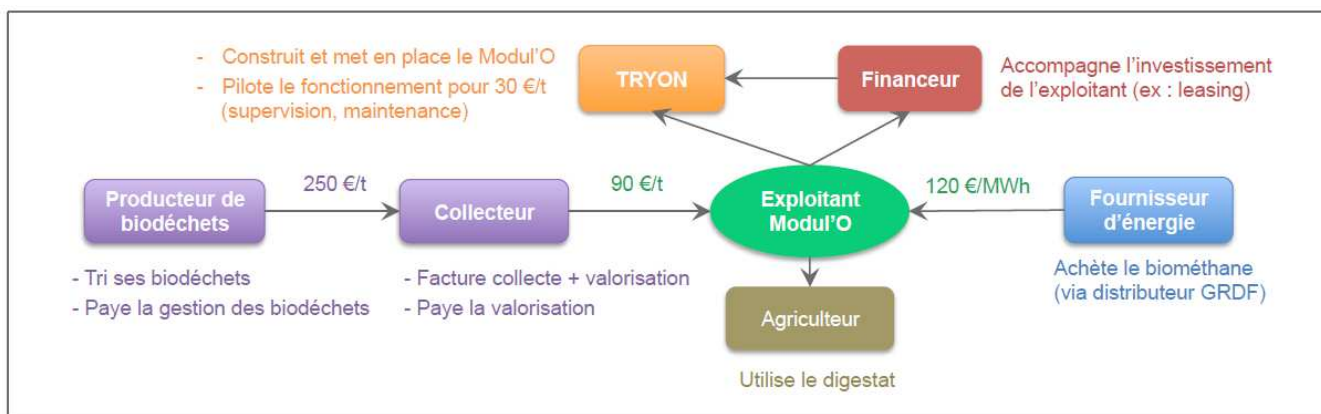 - Construit et met en place le Modul'O
- Pilote le fonctionnement pour 30 €/t
(supervision, maintenance)
TRYON
Financeur
Accompagne l'investissement
de l'exploitant (ex : leasing)
Producteur de
biodéchets
250 €/t
Collecteur
90 €/t
Exploitant
Modul'O
120 €/MWh
Fournisseur
d'énergie
- Tri ses biodéchets
- Paye la gestion des biodéchets
- Facture collecte + valorisation
- Paye la valorisation
Agriculteur
Utilise le digestat
Achète le biométhane
(via distributeur GRDF)